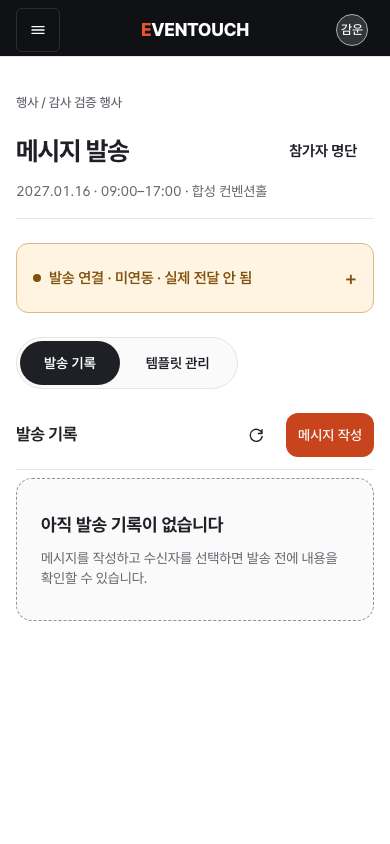 EVENTOUCH
감운
행사 / 감사 검증 행사
메시지 발송
참가자 명단
2027.01.16 · 09:00–17:00 · 합성 컨벤션홀
발송 연결 · 미연동 · 실제 전달 안 됨
+
발송 기록
템플릿 관리
발송 기록
메시지 작성
아직 발송 기록이 없습니다
메시지를 작성하고 수신자를 선택하면 발송 전에 내용을
확인할 수 있습니다.